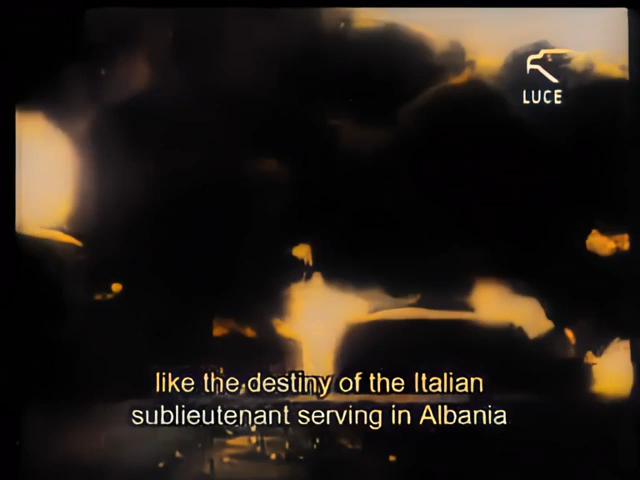 LUCE
like the destiny of the Italian
sublieutenant serving in Albania